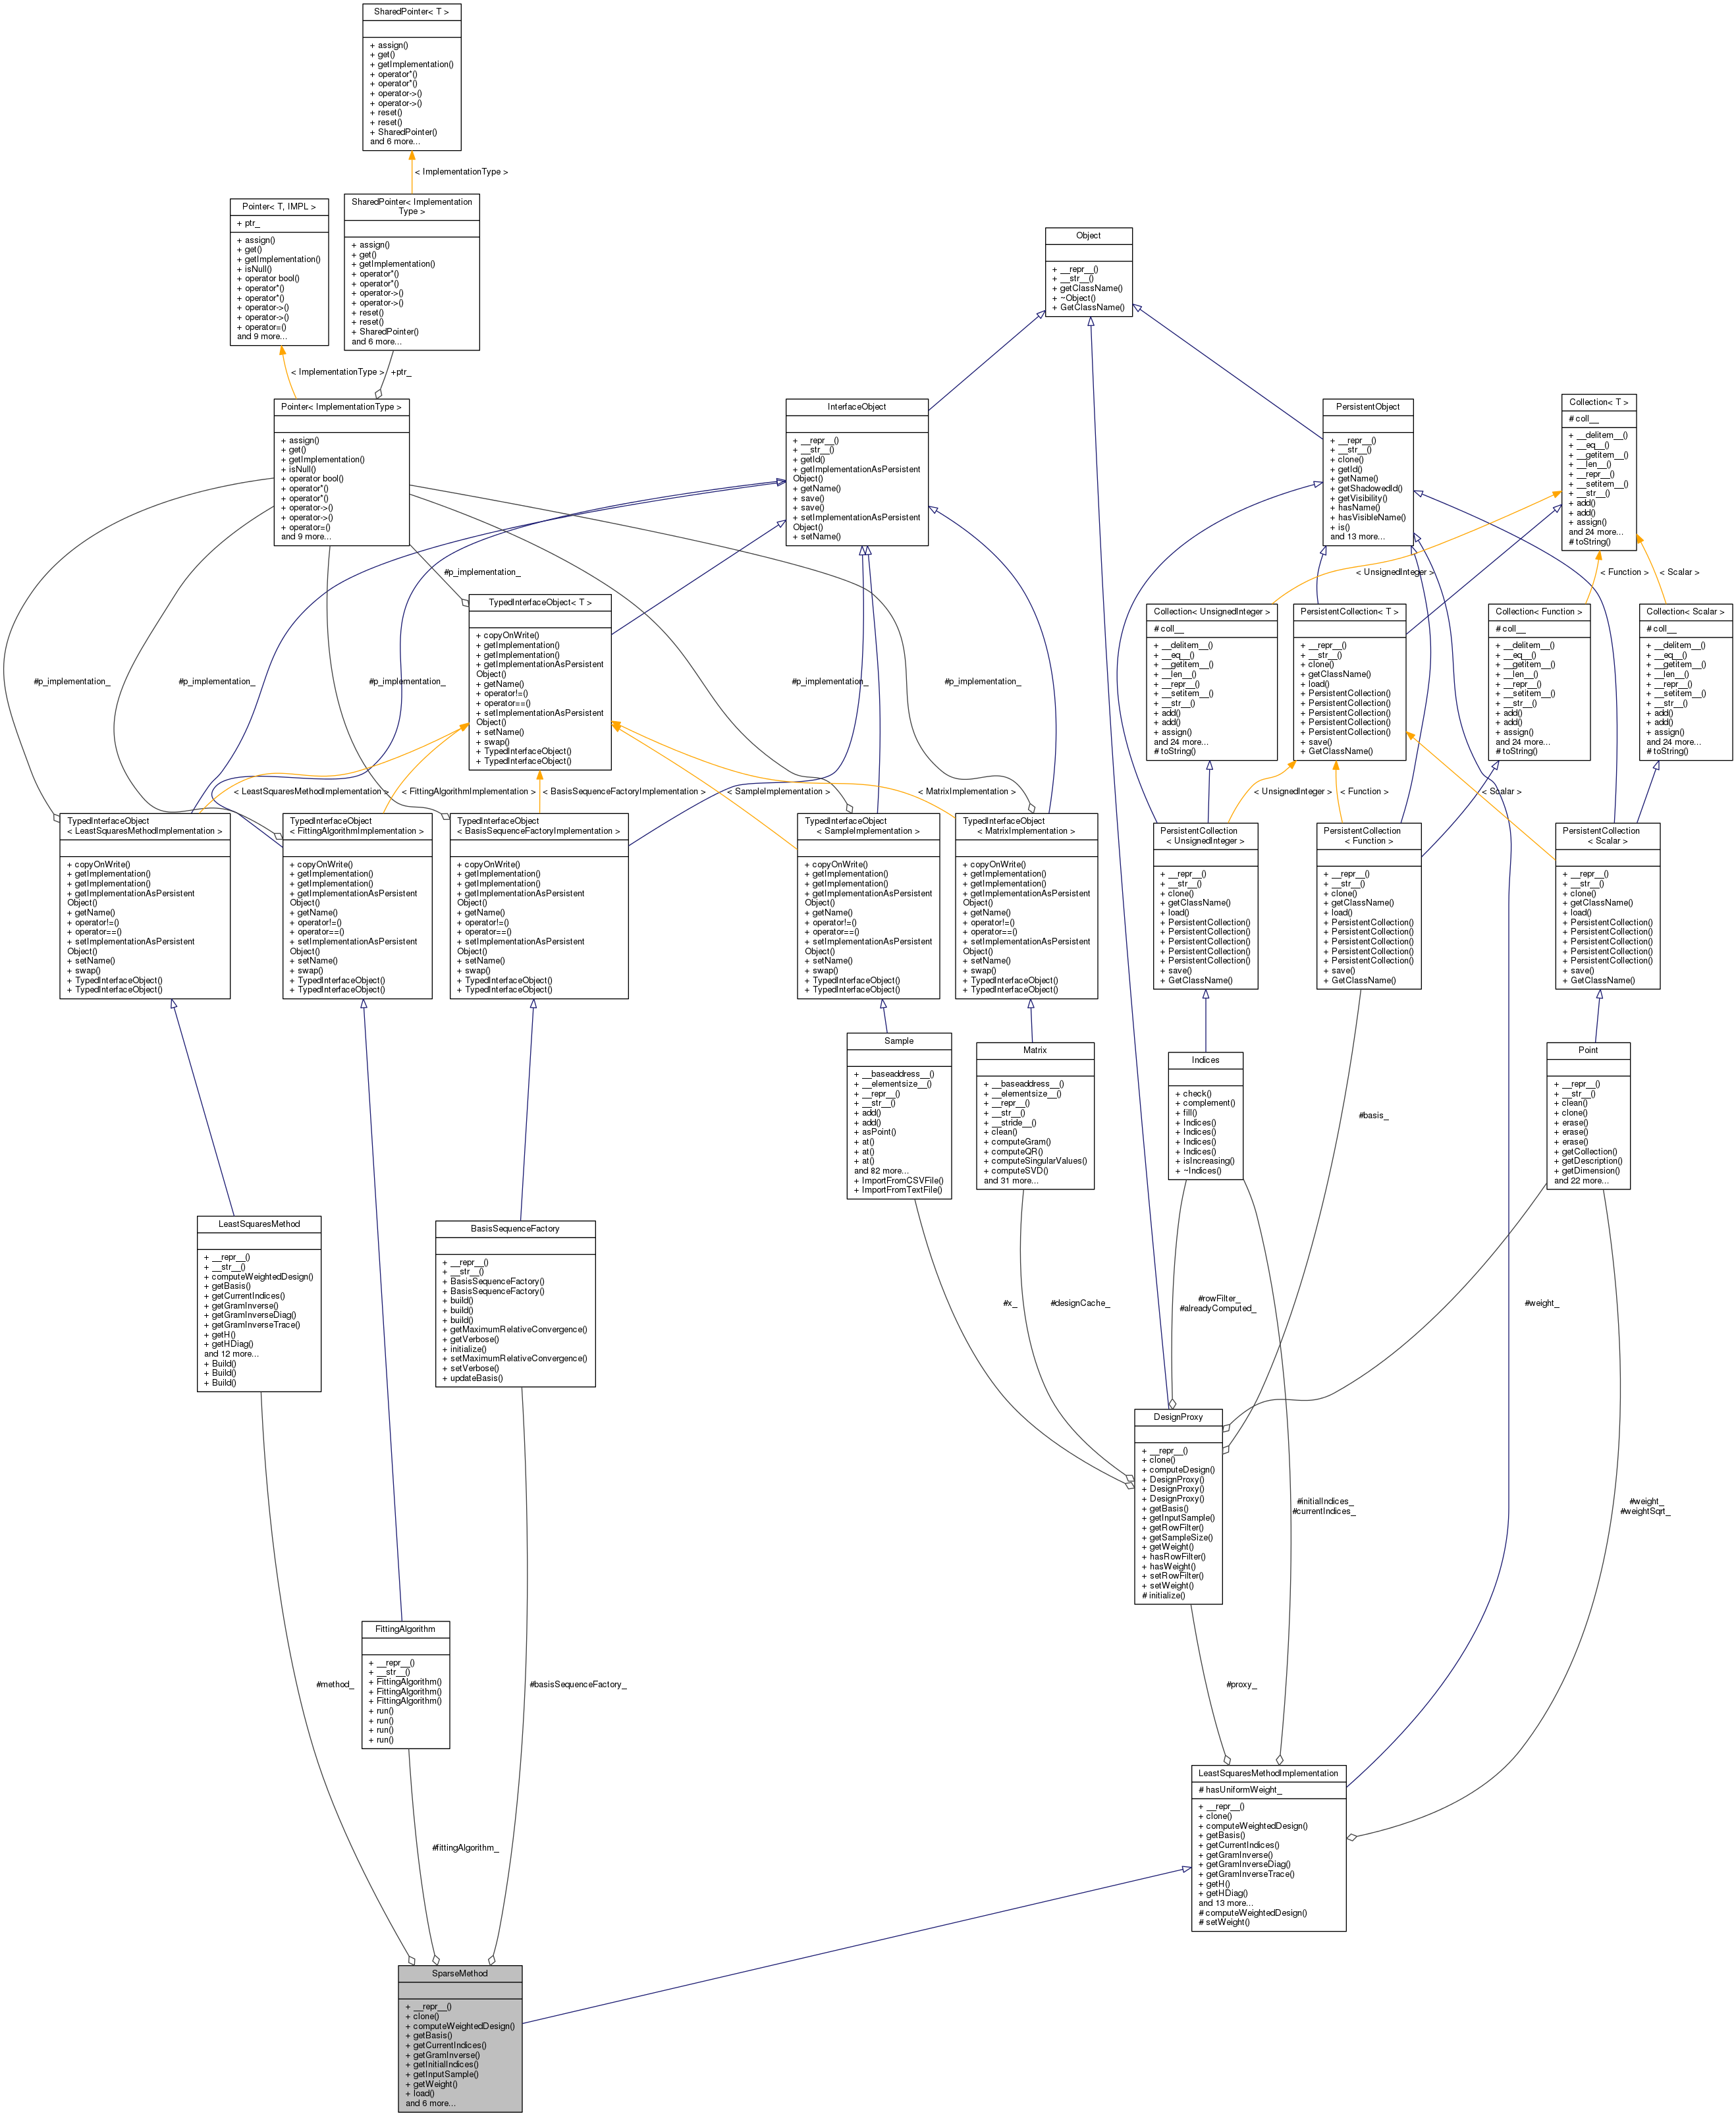 SharedPointer< T >
+ assign()
+ get()
+ getImplementation()
+ operator*()
+ operator*()
+ operator->()
+ operator->()
+ reset()
+ reset()
+ SharedPointer()
and 6 more...
< ImplementationType >
Pointer< T, IMPL >
+ ptr_
+ assign()
+ get()
+ getImplementation()
+ isNull()
+ operator bool()
+ operator*()
+ operator*()
+ operator->()
+ operator->()
+ operator=()
and 9 more...
SharedPointer< Implementation
Type >
+ assign()
+ get()
+ getImplementation()
+ operator*()
+ operator*()
+ operator->()
+ operator->()
+ reset()
+ reset()
+ SharedPointer()
and 6 more...
Object
+ __repr__()
+ __str__()
+ getClassName()
+ ~Object()
+ GetClassName()
< ImplementationType >
+ptr_
Pointer< ImplementationType >
+ assign()
+ get()
+ getImplementation()
+ isNull()
+ operator bool()
+ operator*()
+ operator*()
+ operator->()
+ operator->()
+ operator=()
and 9 more...
InterfaceObject
+ __repr__()
+ __str__()
+ getId()
+ getImplementationAsPersistent
Object()
+ getName()
+ save()
+ save()
+ setImplementationAsPersistent
Object()
+ setName()
PersistentObject
+ __repr__()
+ __str__()
+ clone()
+ getId()
+ getName()
+ getShadowedId()
+ getVisibility()
+ hasName()
+ hasVisibleName()
+ is()
and 13 more...
Collection< T >
# coll__
+ __delitem__()
+ __eq__()
+ __getitem__()
+ __len__()
+ __repr__()
+ __setitem__()
+ __str__()
+ add()
+ add()
+ assign()
and 24 more...
# toString()
#p_implementation_
< UnsignedInteger >
< Function >
< Scalar >
TypedInterfaceObject< T >
+ copyOnWrite()
+ getImplementation()
+ getImplementation()
+ getImplementationAsPersistent
Object()
+ getName()
+ operator!=()
+ operator==()
+ setImplementationAsPersistent
Object()
+ setName()
+ swap()
+ TypedInterfaceObject()
+ TypedInterfaceObject()
Collection< UnsignedInteger >
# coll__
+ __delitem__()
+ __eq__()
+ __getitem__()
+ __len__()
+ __repr__()
+ __setitem__()
+ __str__()
+ add()
+ add()
+ assign()
and 24 more...
# toString()
PersistentCollection< T >
+ __repr__()
+ __str__()
+ clone()
+ getClassName()
+ load()
+ PersistentCollection()
+ PersistentCollection()
+ PersistentCollection()
+ PersistentCollection()
+ PersistentCollection()
+ save()
+ GetClassName()
Collection< Function >
# coll__
+ __delitem__()
+ __eq__()
+ __getitem__()
+ __len__()
+ __repr__()
+ __setitem__()
+ __str__()
+ add()
+ add()
+ assign()
and 24 more...
# toString()
Collection< Scalar >
# coll__
+ __delitem__()
+ __eq__()
+ __getitem__()
+ __len__()
+ __repr__()
+ __setitem__()
+ __str__()
+ add()
+ add()
+ assign()
and 24 more...
# toString()
#p_implementation_
#p_implementation_
#p_implementation_
#p_implementation_
#p_implementation_
< LeastSquaresMethodImplementation >
< FittingAlgorithmImplementation >
< BasisSequenceFactoryImplementation >
< SampleImplementation >
< MatrixImplementation >
< UnsignedInteger >
< Function >
< Scalar >
TypedInterfaceObject
< LeastSquaresMethodImplementation >
+ copyOnWrite()
+ getImplementation()
+ getImplementation()
+ getImplementationAsPersistent
Object()
+ getName()
+ operator!=()
+ operator==()
+ setImplementationAsPersistent
Object()
+ setName()
+ swap()
+ TypedInterfaceObject()
+ TypedInterfaceObject()
TypedInterfaceObject
< FittingAlgorithmImplementation >
+ copyOnWrite()
+ getImplementation()
+ getImplementation()
+ getImplementationAsPersistent
Object()
+ getName()
+ operator!=()
+ operator==()
+ setImplementationAsPersistent
Object()
+ setName()
+ swap()
+ TypedInterfaceObject()
+ TypedInterfaceObject()
TypedInterfaceObject
< BasisSequenceFactoryImplementation >
+ copyOnWrite()
+ getImplementation()
+ getImplementation()
+ getImplementationAsPersistent
Object()
+ getName()
+ operator!=()
+ operator==()
+ setImplementationAsPersistent
Object()
+ setName()
+ swap()
+ TypedInterfaceObject()
+ TypedInterfaceObject()
TypedInterfaceObject
< SampleImplementation >
+ copyOnWrite()
+ getImplementation()
+ getImplementation()
+ getImplementationAsPersistent
Object()
+ getName()
+ operator!=()
+ operator==()
+ setImplementationAsPersistent
Object()
+ setName()
+ swap()
+ TypedInterfaceObject()
+ TypedInterfaceObject()
TypedInterfaceObject
< MatrixImplementation >
+ copyOnWrite()
+ getImplementation()
+ getImplementation()
+ getImplementationAsPersistent
Object()
+ getName()
+ operator!=()
+ operator==()
+ setImplementationAsPersistent
Object()
+ setName()
+ swap()
+ TypedInterfaceObject()
+ TypedInterfaceObject()
PersistentCollection
< UnsignedInteger >
+ __repr__()
+ __str__()
+ clone()
+ getClassName()
+ load()
+ PersistentCollection()
+ PersistentCollection()
+ PersistentCollection()
+ PersistentCollection()
+ PersistentCollection()
+ save()
+ GetClassName()
PersistentCollection
< Function >
+ __repr__()
+ __str__()
+ clone()
+ getClassName()
+ load()
+ PersistentCollection()
+ PersistentCollection()
+ PersistentCollection()
+ PersistentCollection()
+ PersistentCollection()
+ save()
+ GetClassName()
PersistentCollection
< Scalar >
+ __repr__()
+ __str__()
+ clone()
+ getClassName()
+ load()
+ PersistentCollection()
+ PersistentCollection()
+ PersistentCollection()
+ PersistentCollection()
+ PersistentCollection()
+ save()
+ GetClassName()
Sample
+ __baseaddress__()
+ __elementsize__()
+ __repr__()
+ __str__()
+ add()
+ add()
+ asPoint()
+ at()
+ at()
+ at()
and 82 more...
+ ImportFromCSVFile()
+ ImportFromTextFile()
Matrix
+ __baseaddress__()
+ __elementsize__()
+ __repr__()
+ __str__()
+ __stride__()
+ clean()
+ computeGram()
+ computeQR()
+ computeSingularValues()
+ computeSVD()
and 31 more...
Indices
+ check()
+ complement()
+ fill()
+ Indices()
+ Indices()
+ Indices()
+ Indices()
+ isIncreasing()
+ ~Indices()
#basis_
Point
+ __repr__()
+ __str__()
+ clean()
+ clone()
+ erase()
+ erase()
+ erase()
+ getCollection()
+ getDescription()
+ getDimension()
and 22 more...
LeastSquaresMethod
+ __repr__()
+ __str__()
+ computeWeightedDesign()
+ getBasis()
+ getCurrentIndices()
+ getGramInverse()
+ getGramInverseDiag()
+ getGramInverseTrace()
+ getH()
+ getHDiag()
and 12 more...
+ Build()
+ Build()
+ Build()
BasisSequenceFactory
+ __repr__()
+ __str__()
+ BasisSequenceFactory()
+ BasisSequenceFactory()
+ build()
+ build()
+ build()
+ getMaximumRelativeConvergence()
+ getVerbose()
+ initialize()
+ setMaximumRelativeConvergence()
+ setVerbose()
+ updateBasis()
#x_
#designCache_
#rowFilter_
#alreadyComputed_
#weight_
DesignProxy
+ __repr__()
+ clone()
+ computeDesign()
+ DesignProxy()
+ DesignProxy()
+ DesignProxy()
+ getBasis()
+ getInputSample()
+ getRowFilter()
+ getSampleSize()
+ getWeight()
+ hasRowFilter()
+ hasWeight()
+ setRowFilter()
+ setWeight()
# initialize()
#initialIndices_
#currentIndices_
#weight_
#weightSqrt_
FittingAlgorithm
+ __repr__()
+ __str__()
+ FittingAlgorithm()
+ FittingAlgorithm()
+ FittingAlgorithm()
+ run()
+ run()
+ run()
+ run()
#method_
#basisSequenceFactory_
#proxy_
LeastSquaresMethodImplementation
# hasUniformWeight_
+ __repr__()
+ clone()
+ computeWeightedDesign()
+ getBasis()
+ getCurrentIndices()
+ getGramInverse()
+ getGramInverseDiag()
+ getGramInverseTrace()
+ getH()
+ getHDiag()
and 13 more...
# computeWeightedDesign()
# setWeight()
#fittingAlgorithm_
SparseMethod
+ __repr__()
+ clone()
+ computeWeightedDesign()
+ getBasis()
+ getCurrentIndices()
+ getGramInverse()
+ getInitialIndices()
+ getInputSample()
+ getWeight()
+ load()
and 6 more...